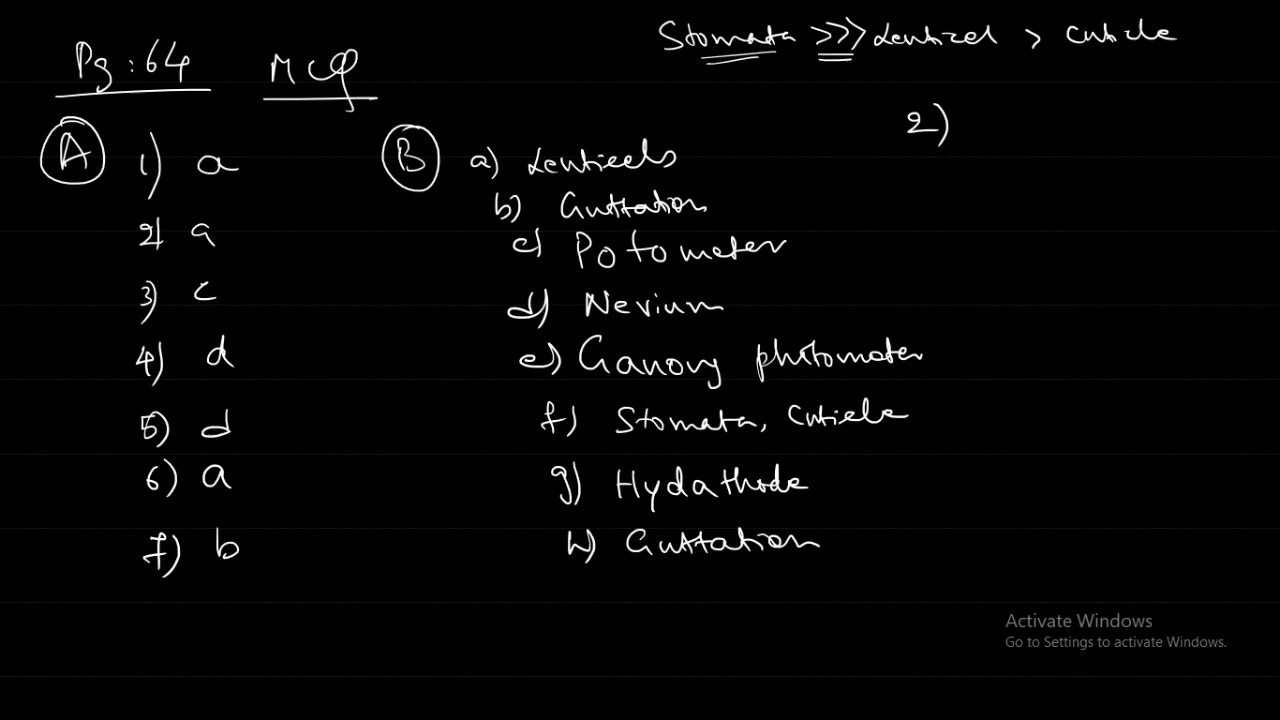 Stomata >>> Lenticel > Cuticle
Pg : 64 MCQ
2)
A 1) a
2) a
3) c
4) d
5) d
6) a
7) b
B a) Lenticels
b) Guttation
c) Potometer
d) Nerium
e) Ganong photometer
f) Stomata, Cuticle
g) Hydathode
h) Guttation
Activate Windows
Go to Settings to activate Windows.